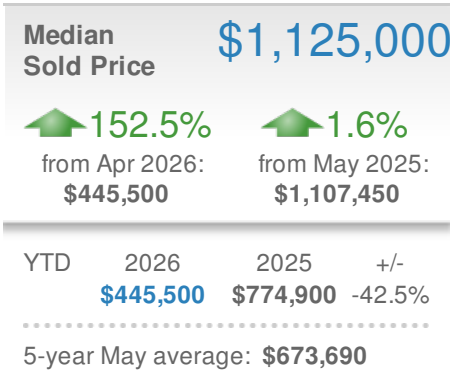 Median $1,125,000
Sold Price
152.5% 1.6%
from Apr 2026: from May 2025:
$445,500 $1,107,450
YTD 2026 2025 +/-
$445,500 $774,900 -42.5%
5-year May average: $673,690